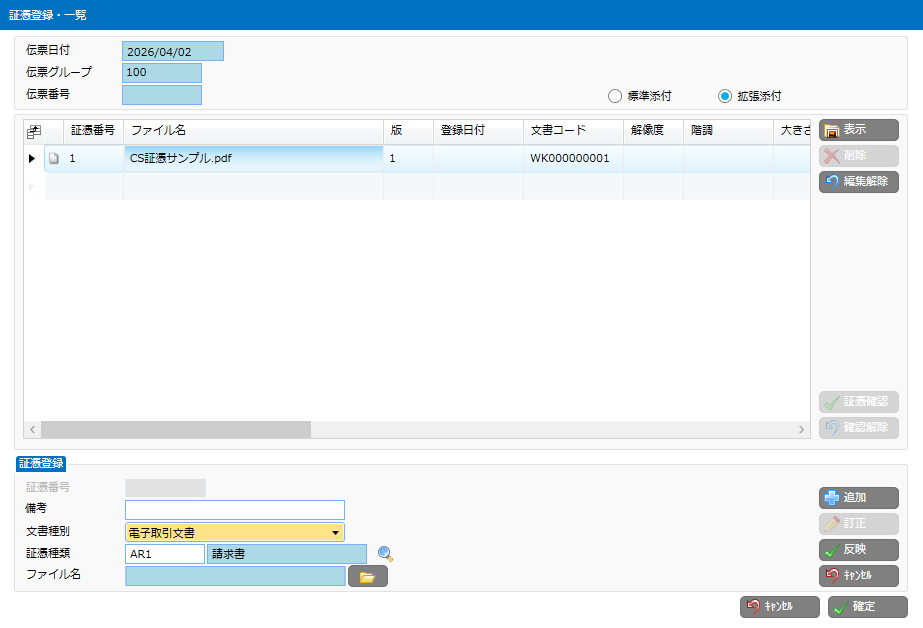 証憑登録・一覧
伝票日付 2026/04/02
伝票グループ 100
伝票番号
標準添付 拡張添付
証憑番号 ファイル名 版 登録日付 文書コード 解像度 階調 大きさ
1 CS証憑サンプル.pdf 1 WK000000001
表示
削除
編集解除
証憑確認
確認解除
証憑登録
証憑番号
備考
文書種別 電子取引文書
証憑種類 AR1 請求書
ファイル名
追加
訂正
反映
ｷｬﾝｾﾙ
ｷｬﾝｾﾙ 確定